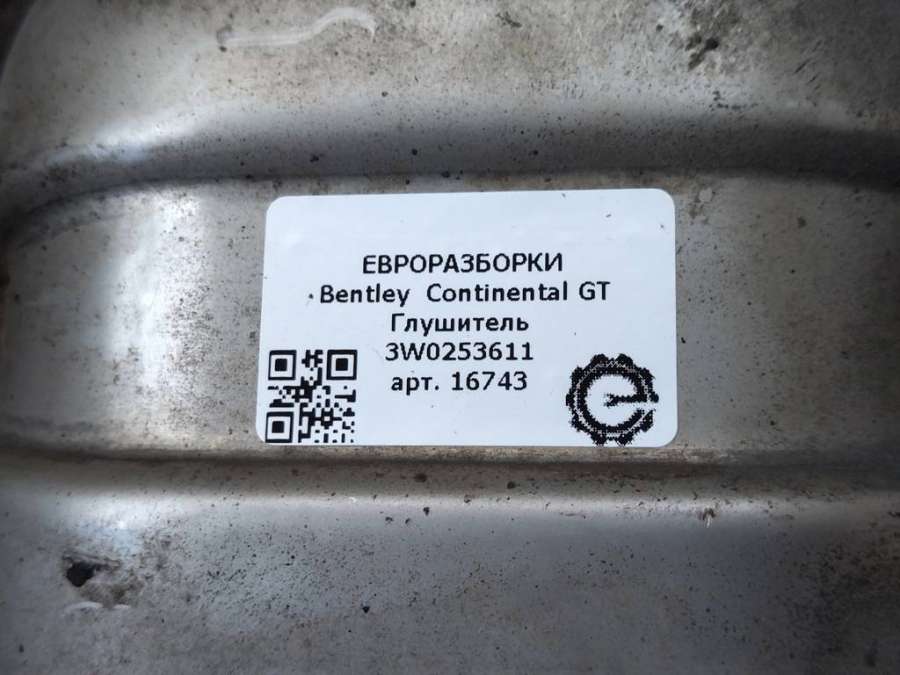 ЕВРОРАЗБОРКИ
Bentley Continental GT
Глушитель
3W0253611
арт. 16743